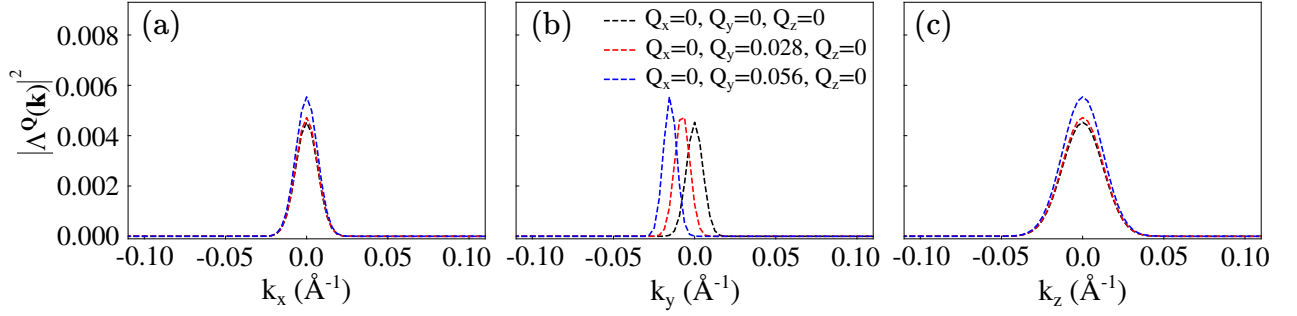 (a)
(b)
(c)
Q_x=0, Q_y=0, Q_z=0
Q_x=0, Q_y=0.028, Q_z=0
Q_x=0, Q_y=0.056, Q_z=0
|Λ^Q(k)|^2
0.008
0.006
0.004
0.002
0.000
-0.10 -0.05 0.0 0.05 0.10
-0.10 -0.05 0.0 0.05 0.10
-0.10 -0.05 0.0 0.05 0.10
k_x (Å^-1)
k_y (Å^-1)
k_z (Å^-1)